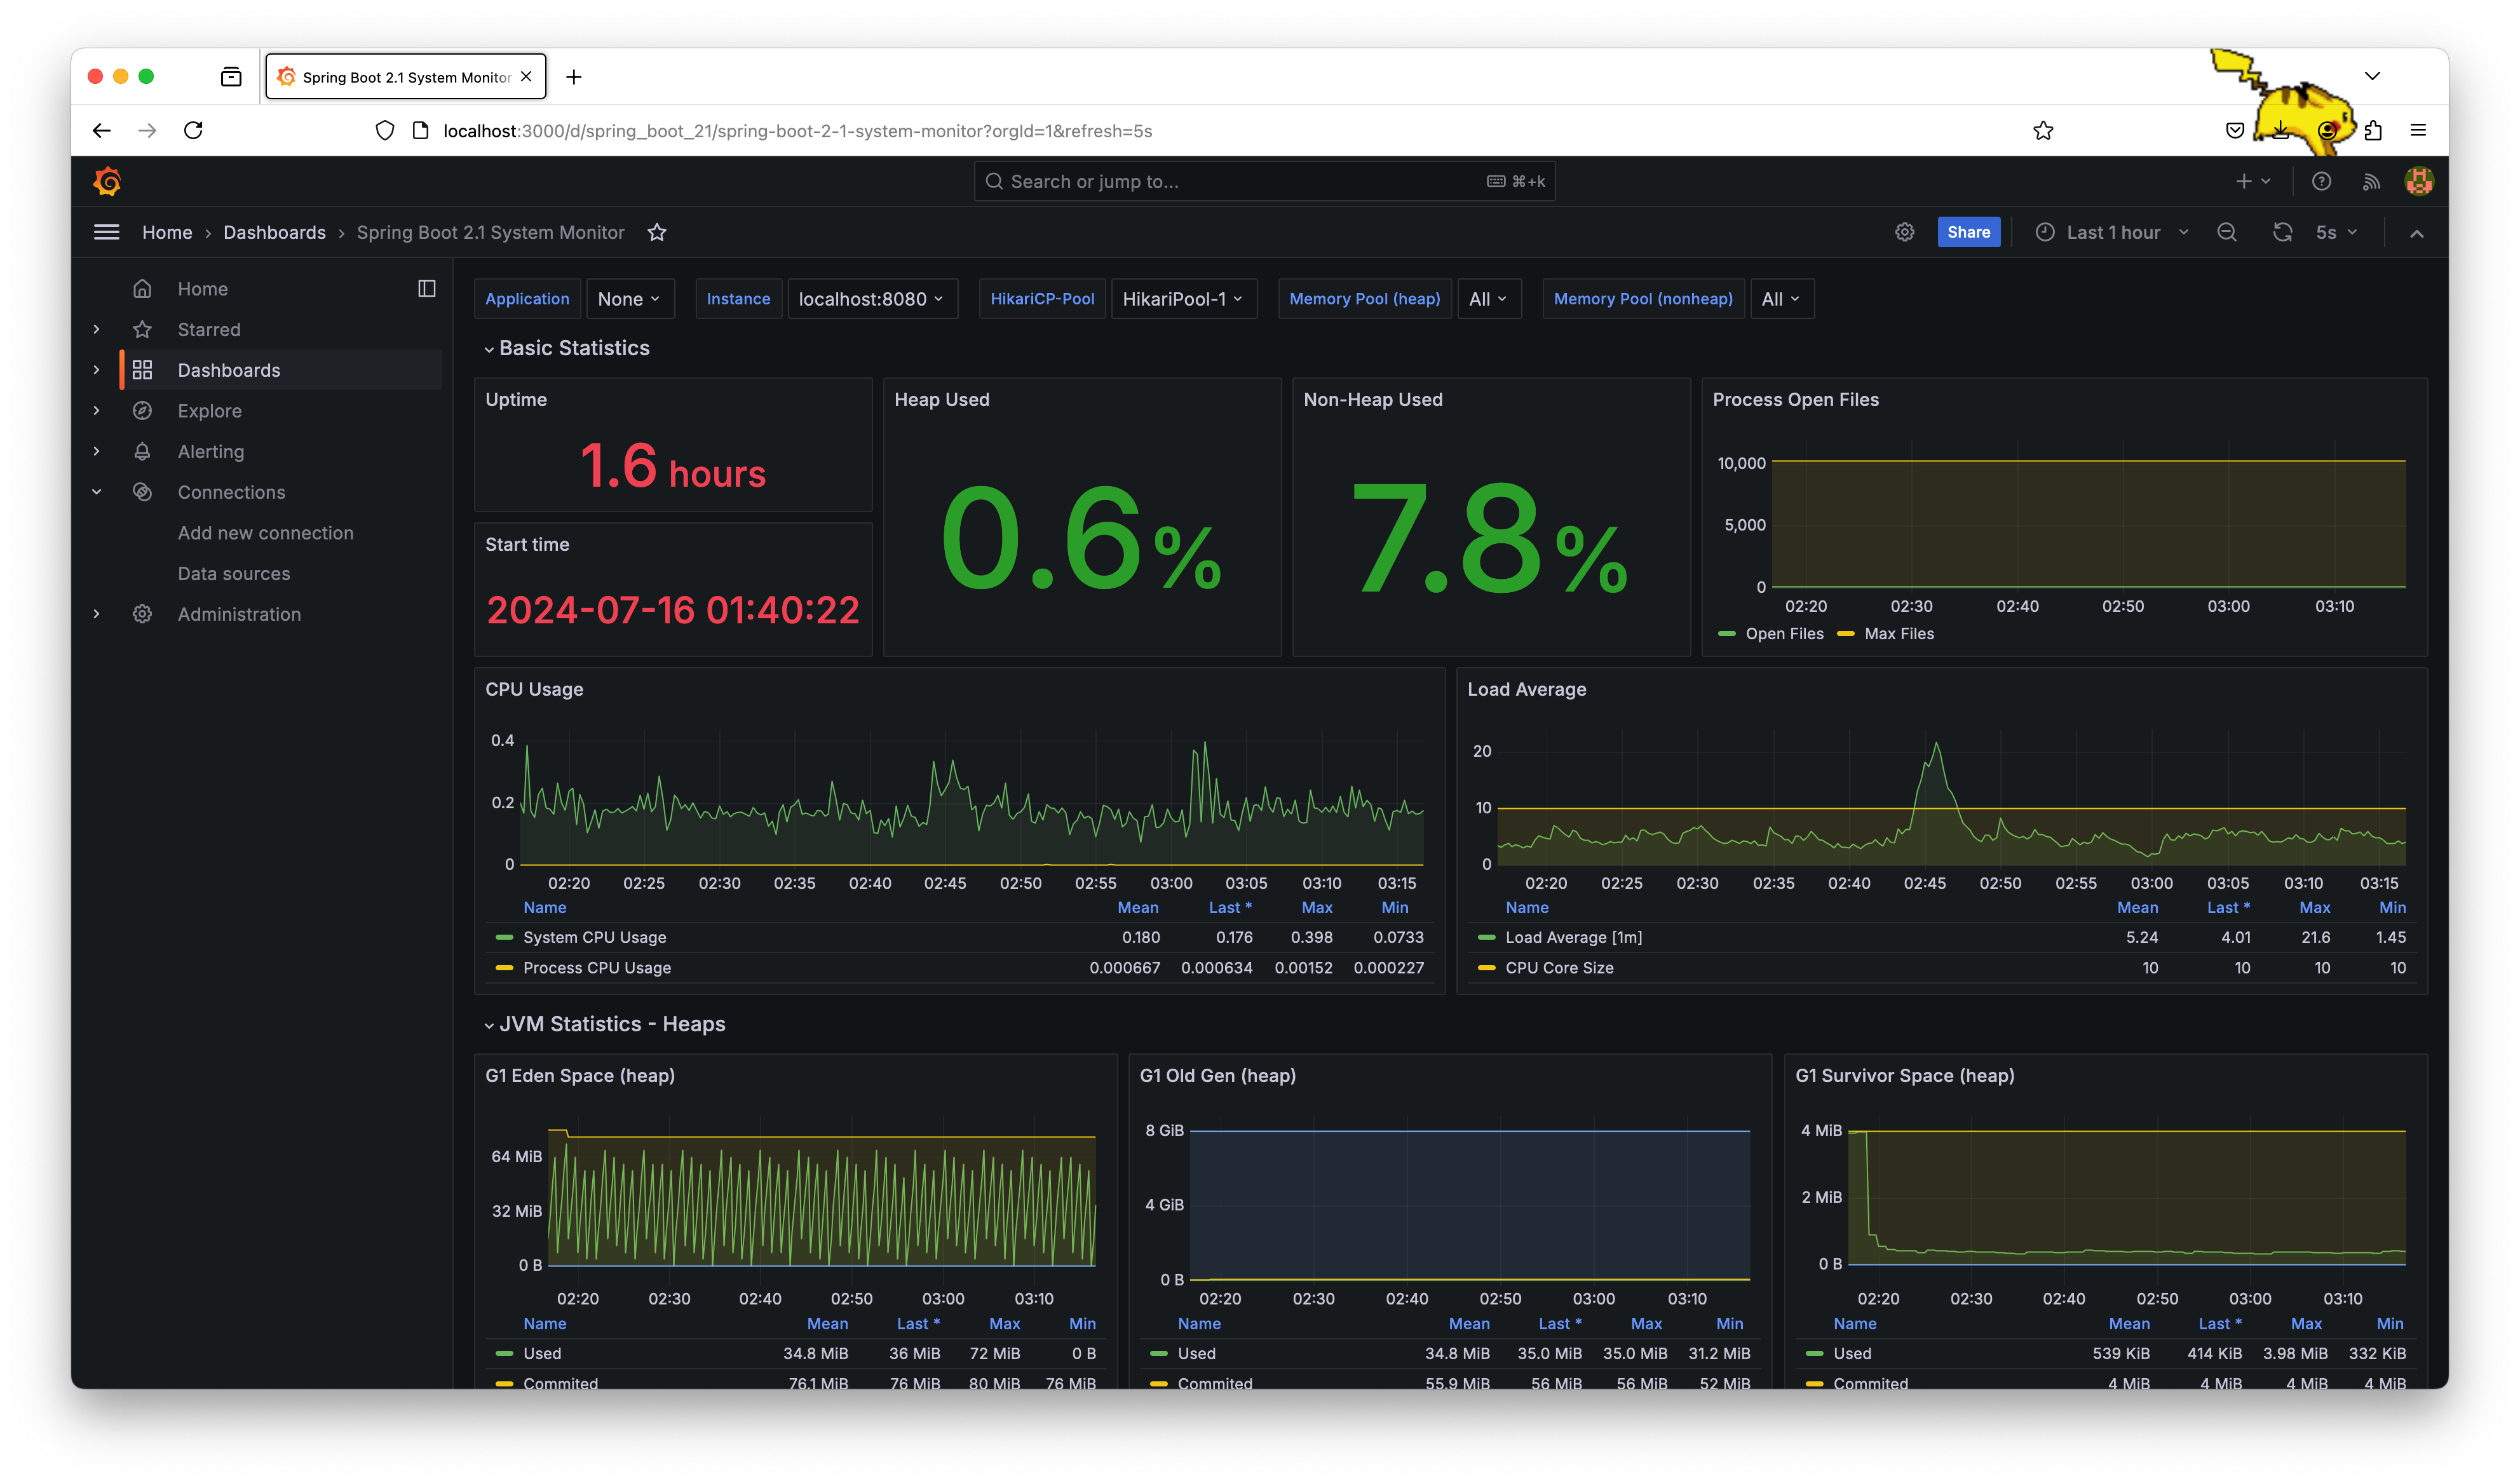 Spring Boot 2.1 System Monitor
localhost:3000/d/spring_boot_21/spring-boot-2-1-system-monitor?orgId=1&refresh=5s
Search or jump to... ⌘+k
Home › Dashboards › Spring Boot 2.1 System Monitor Share Last 1 hour 5s
Home
Starred
Dashboards
Explore
Alerting
Connections
Add new connection
Data sources
Administration
Application None Instance localhost:8080 HikariCP-Pool HikariPool-1 Memory Pool (heap) All Memory Pool (nonheap) All
Basic Statistics
Uptime
1.6 hours
Start time
2024-07-16 01:40:22
Heap Used
0.6%
Non-Heap Used
7.8%
Process Open Files
10,000
5,000
0
02:20 02:30 02:40 02:50 03:00 03:10
Open Files Max Files
CPU Usage
0.4
0.2
0
02:20 02:25 02:30 02:35 02:40 02:45 02:50 02:55 03:00 03:05 03:10 03:15
Name Mean Last * Max Min
System CPU Usage 0.180 0.176 0.398 0.0733
Process CPU Usage 0.000667 0.000634 0.00152 0.000227
Load Average
20
10
0
02:20 02:25 02:30 02:35 02:40 02:45 02:50 02:55 03:00 03:05 03:10 03:15
Name Mean Last * Max Min
Load Average [1m] 5.24 4.01 21.6 1.45
CPU Core Size 10 10 10 10
JVM Statistics - Heaps
G1 Eden Space (heap)
64 MiB
32 MiB
0 B
02:20 02:30 02:40 02:50 03:00 03:10
Name Mean Last * Max Min
Used 34.8 MiB 36 MiB 72 MiB 0 B
Commited 76.1 MiB 76 MiB 80 MiB 76 MiB
G1 Old Gen (heap)
8 GiB
4 GiB
0 B
02:20 02:30 02:40 02:50 03:00 03:10
Name Mean Last * Max Min
Used 34.8 MiB 35.0 MiB 35.0 MiB 31.2 MiB
Commited 55.9 MiB 56 MiB 56 MiB 52 MiB
G1 Survivor Space (heap)
4 MiB
2 MiB
0 B
02:20 02:30 02:40 02:50 03:00 03:10
Name Mean Last * Max Min
Used 539 KiB 414 KiB 3.98 MiB 332 KiB
Commited 4 MiB 4 MiB 4 MiB 4 MiB